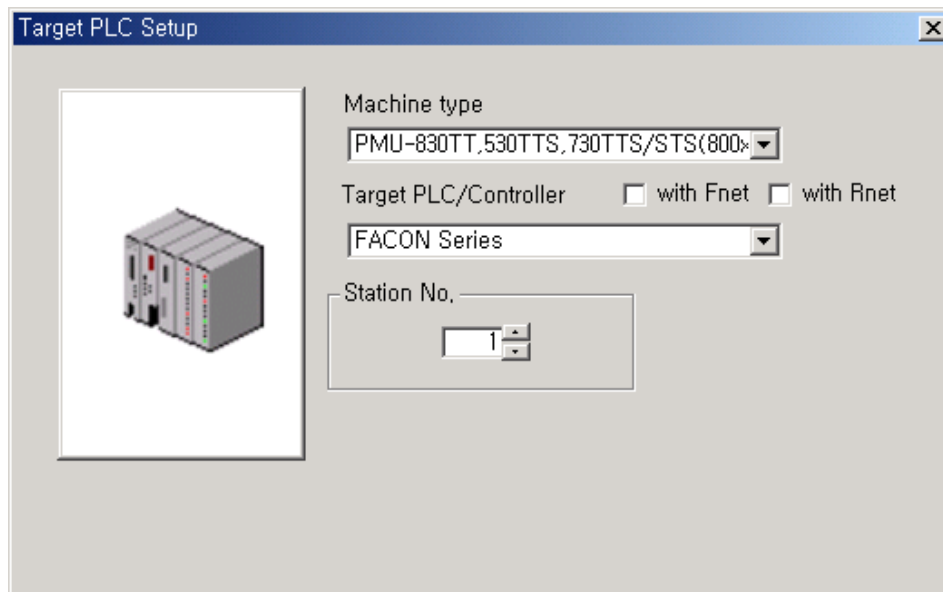 Target PLC Setup
Machine type
PMU-830TT,530TTS,730TTS/STS(800x
Target PLC/Controller with Fnet with Rnet
FACON Series
Station No.
1